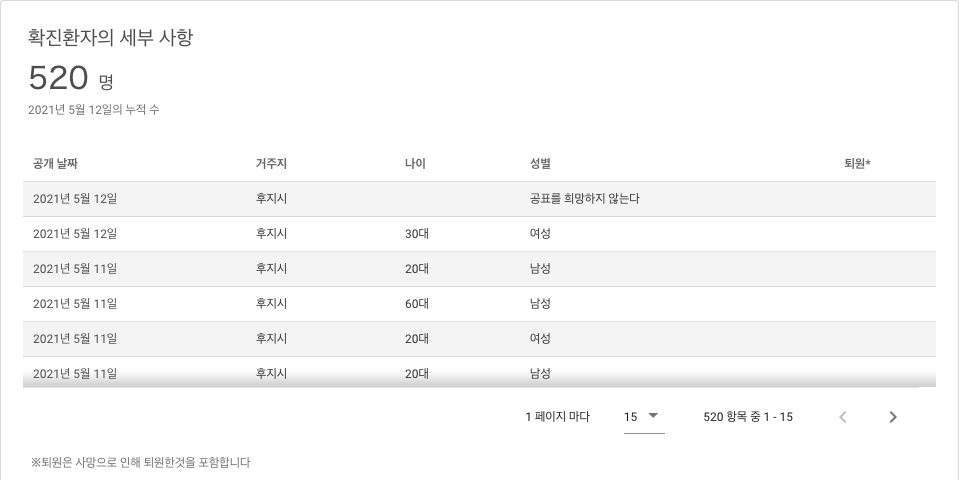 확진환자의 세부 사항
520 명
2021년 5월 12일의 누적 수
공개 날짜 거주지 나이 성별 퇴원*
2021년 5월 12일 후지시 공표를 희망하지 않는다
2021년 5월 12일 후지시 30대 여성
2021년 5월 11일 후지시 20대 남성
2021년 5월 11일 후지시 60대 남성
2021년 5월 11일 후지시 20대 여성
2021년 5월 11일 후지시 20대 남성
1 페이지 마다 15 520 항목 중 1 - 15
※퇴원은 사망으로 인해 퇴원한것을 포함합니다